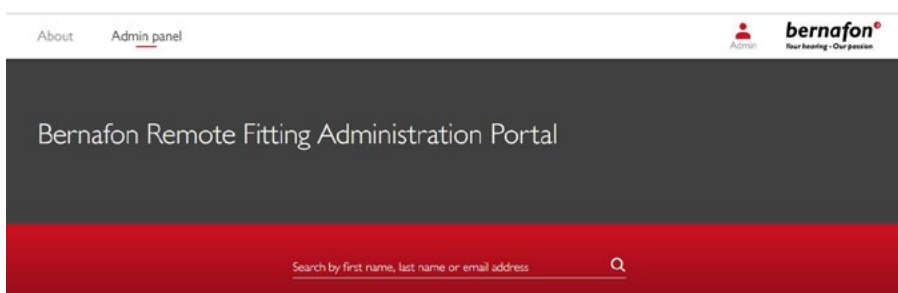 About Admin panel
Admin
bernafon®
Your hearing • Our passion
Bernafon Remote Fitting Administration Portal
Search by first name, last name or email address